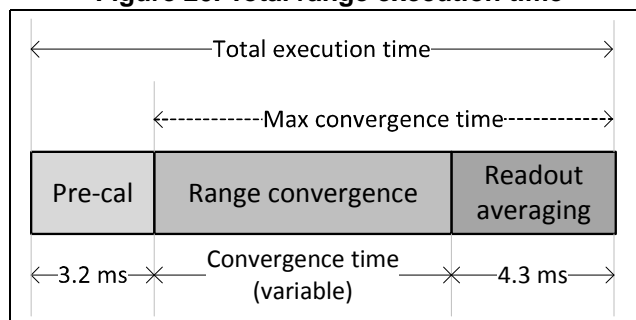 Figure 20. Total range execution time
Total execution time
Max convergence time
Pre-cal
Range convergence
Readout
averaging
3.2 ms
Convergence time
(variable)
4.3 ms